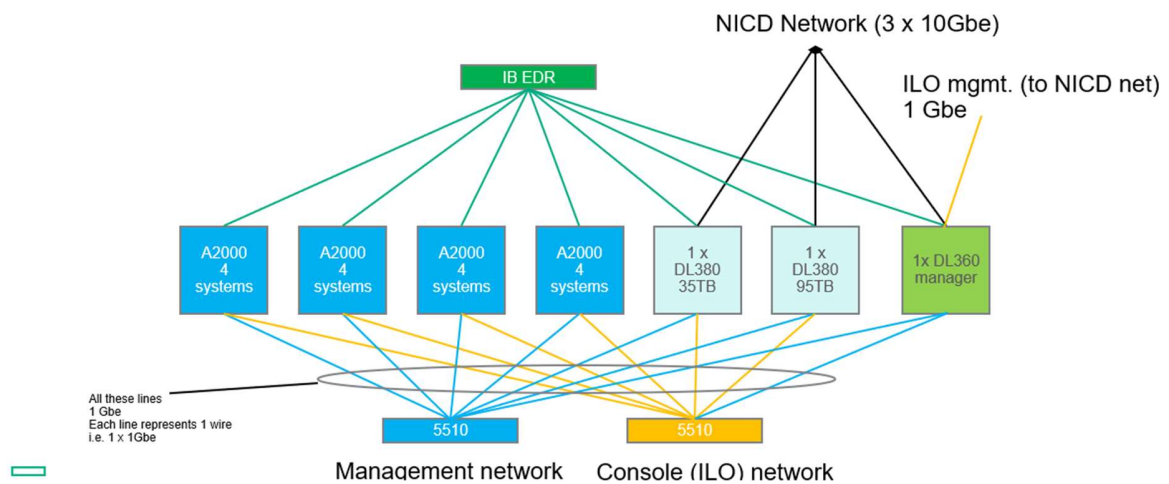 NICD Network (3 x 10Gbe)
IB EDR
ILO mgmt. (to NICD net)
1 Gbe
A2000
4
systems
A2000
4
systems
A2000
4
systems
A2000
4
systems
1 x
DL380
35TB
1 x
DL380
95TB
1x DL360
manager
All these lines
1 Gbe
Each line represents 1 wire
i.e. 1 x 1Gbe
5510
5510
Management network
Console (ILO) network